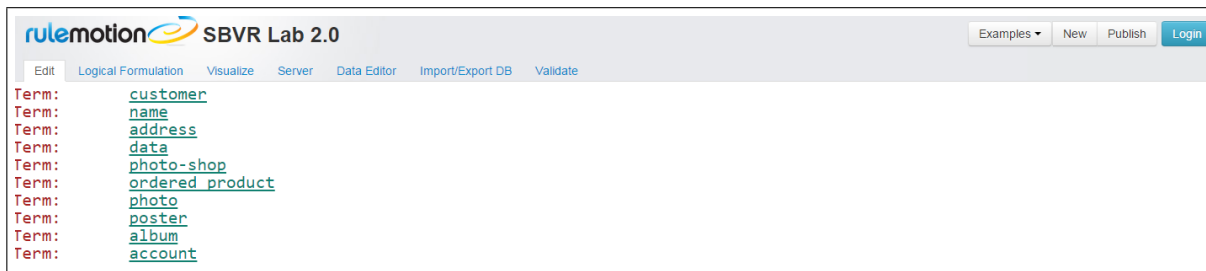 rulemotion SBVR Lab 2.0 Examples New Publish Login
Edit Logical Formulation Visualize Server Data Editor Import/Export DB Validate
Term: customer
Term: name
Term: address
Term: data
Term: photo-shop
Term: ordered product
Term: photo
Term: poster
Term: album
Term: account